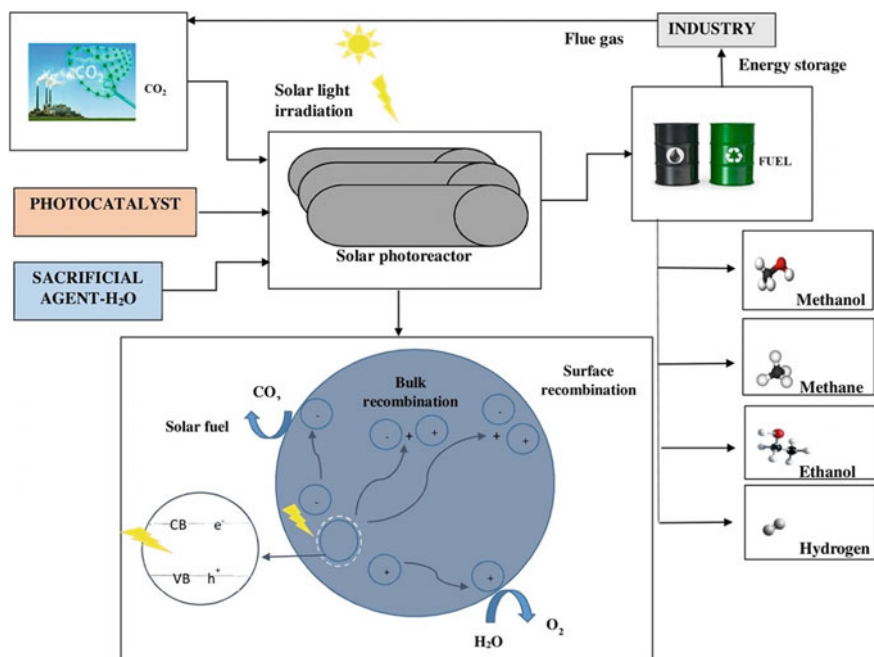 INDUSTRY
Flue gas
Energy storage
CO2
CO₂
Solar light
irradiation
FUEL
PHOTOCATALYST
Solar photoreactor
SACRIFICIAL
AGENT-H₂O
Methanol
Methane
Ethanol
Hydrogen
Surface
recombination
Bulk
recombination
CO₂
Solar fuel
-
-
- + +
-
+ +
-
CB e⁻
VB h⁺
+
+
H₂O
O₂